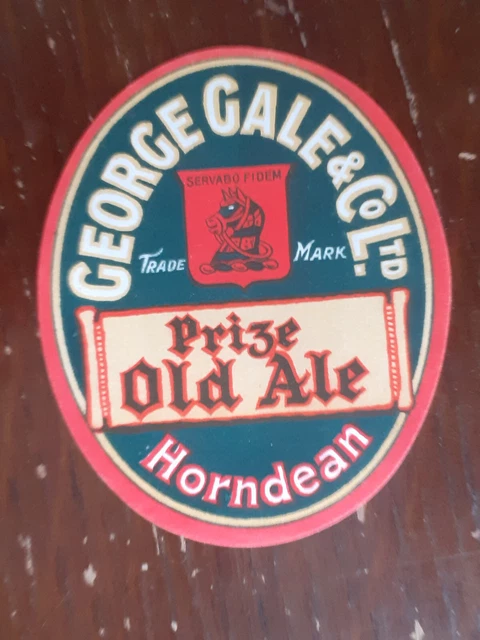 GEORGE GALE & CO. LTD
SERVABO FIDEM
TRADE MARK
Prize
Old Ale
Horndean